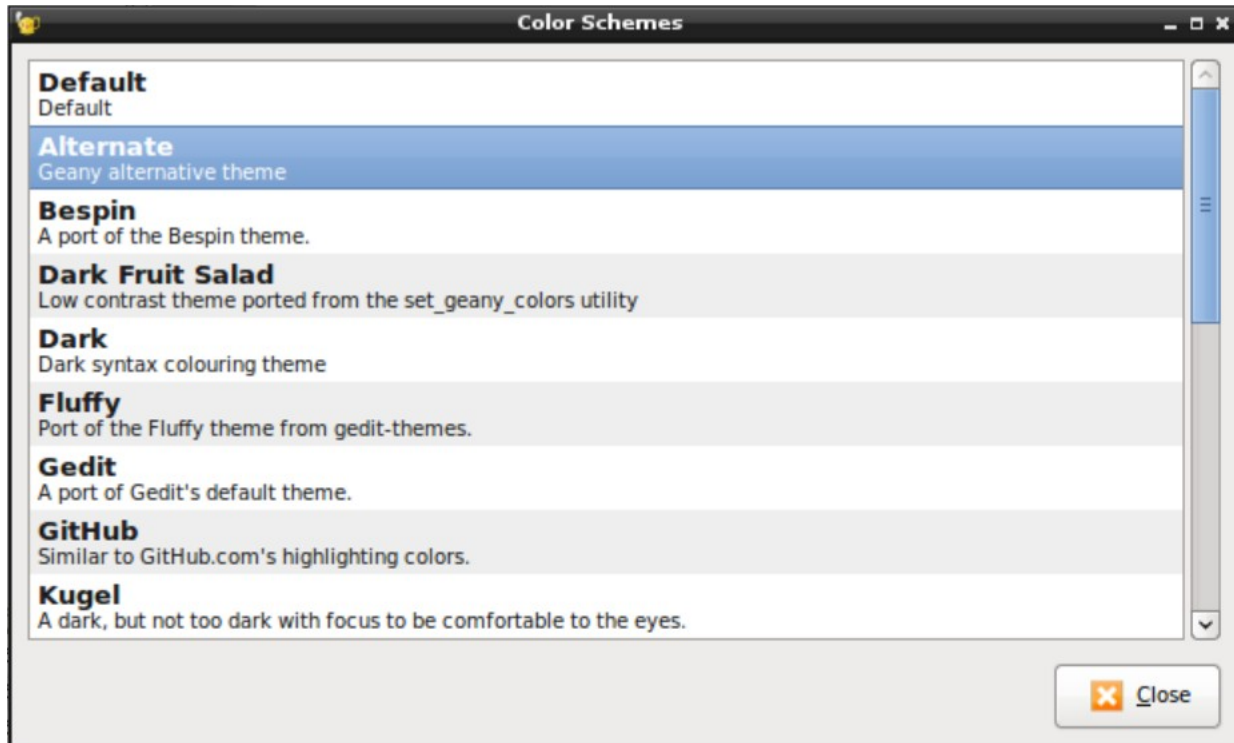 Color Schemes
Default
Default
Alternate
Geany alternative theme
Bespin
A port of the Bespin theme.
Dark Fruit Salad
Low contrast theme ported from the set_geany_colors utility
Dark
Dark syntax colouring theme
Fluffy
Port of the Fluffy theme from gedit-themes.
Gedit
A port of Gedit's default theme.
GitHub
Similar to GitHub.com's highlighting colors.
Kugel
A dark, but not too dark with focus to be comfortable to the eyes.
Close